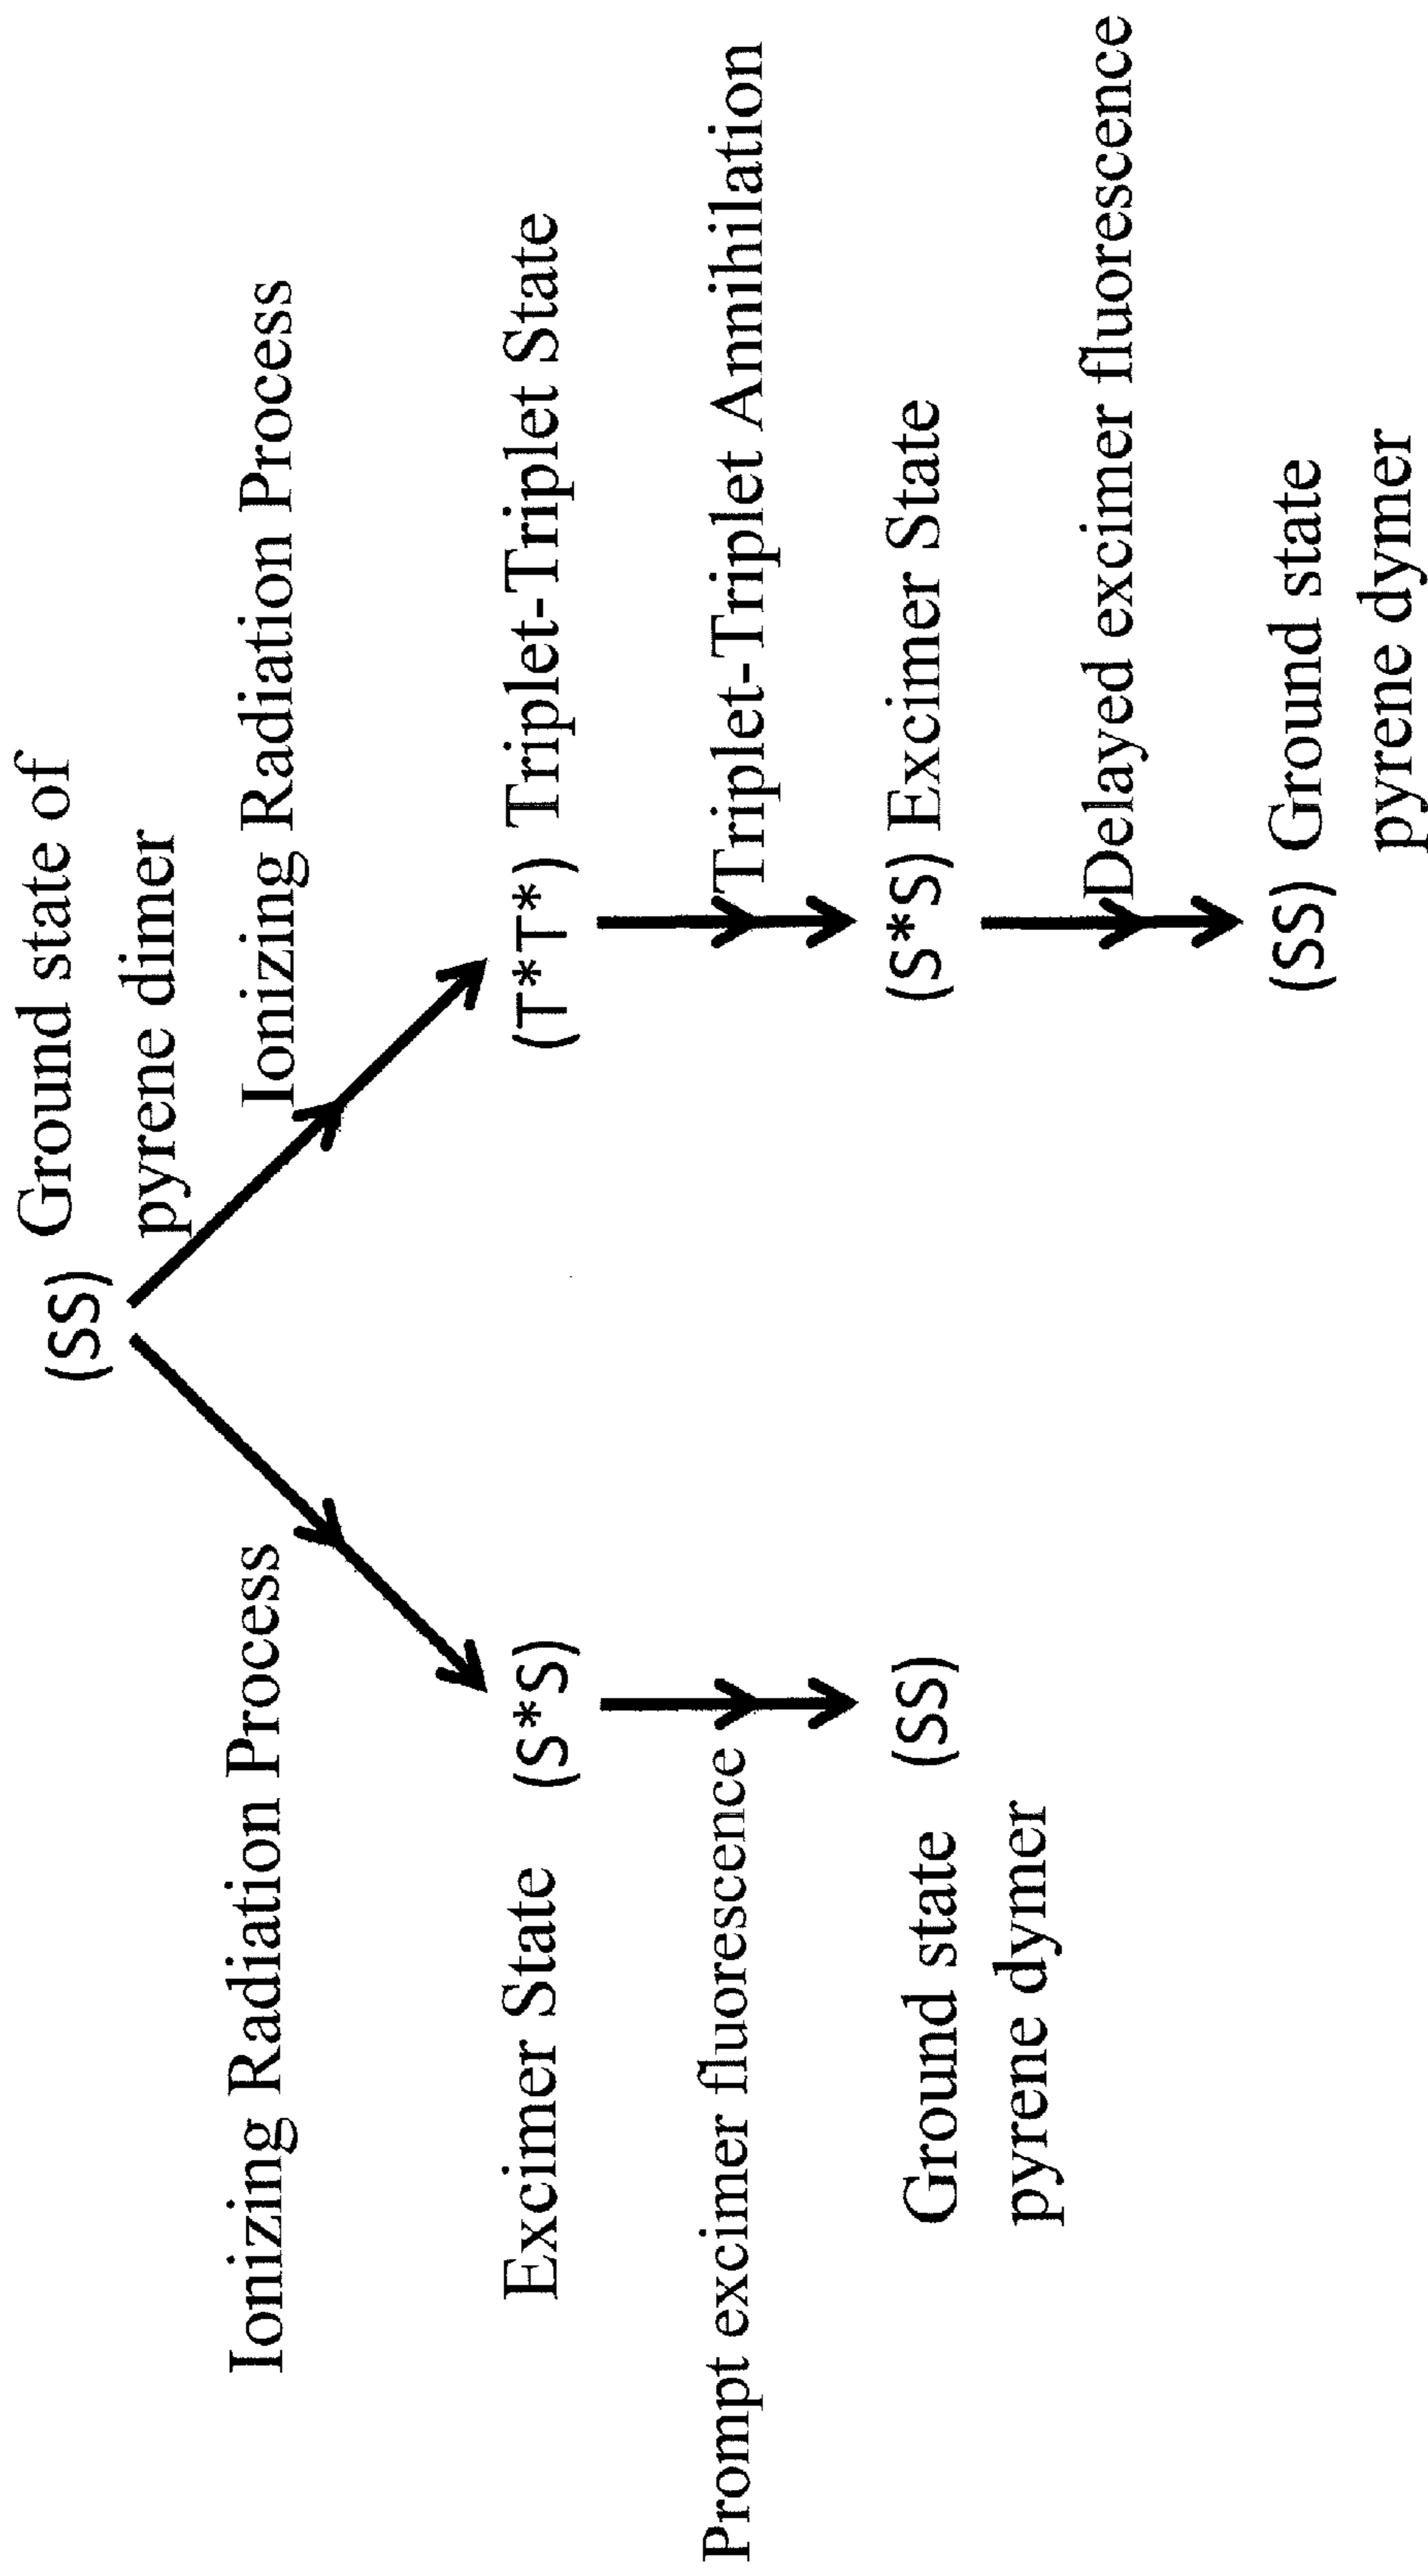 (SS) Ground state of
pyrene dimer
Ionizing Radiation Process
Ionizing Radiation Process
Excimer State (S*S)
(T*T*) Triplet-Triplet State
Prompt excimer fluorescence
Triplet-Triplet Annihilation
Ground state (SS)
pyrene dymer
(S*S) Excimer State
Delayed excimer fluorescence
(SS) Ground state
pyrene dymer